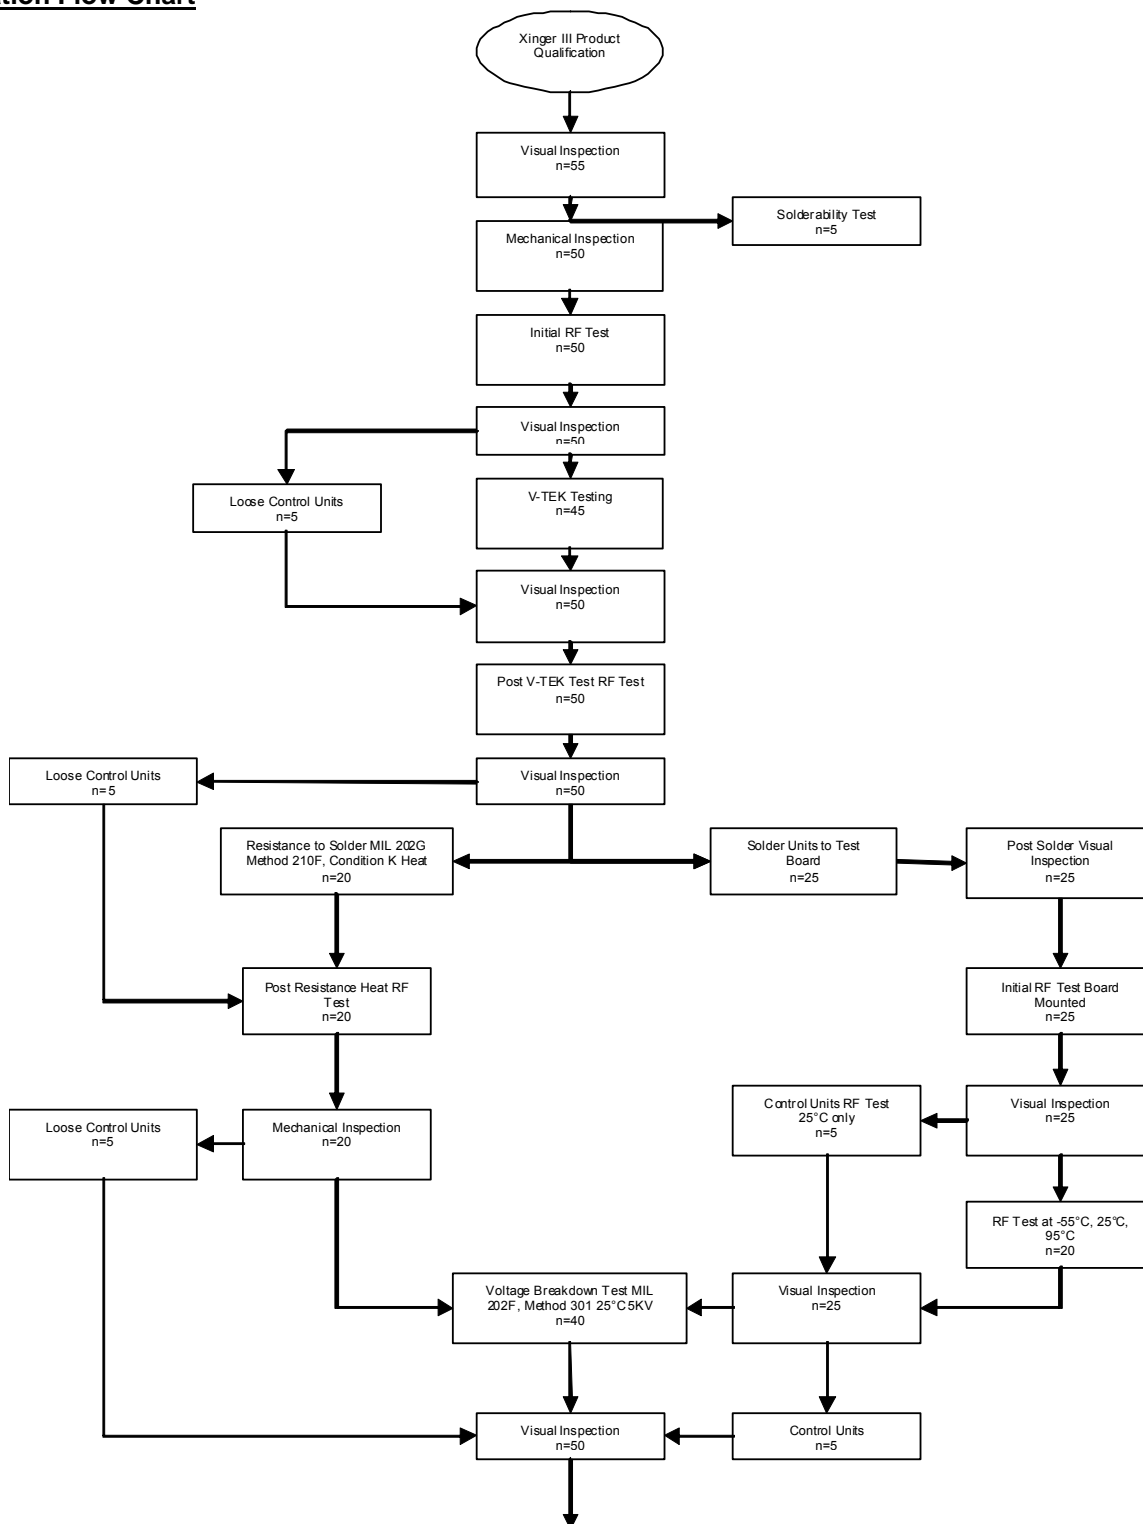 ation Flow Chart
Xinger III Product
Qualification
Visual Inspection
n=55
Solderability Test
n=5
Mechanical Inspection
n=50
Initial RF Test
n=50
Visual Inspection
n=50
Loose Control Units
n=5
V-TEK Testing
n=45
Visual Inspection
n=50
Post V-TEK Test RF Test
n=50
Loose Control Units
n=5
Visual Inspection
n=50
Resistance to Solder MIL 202G
Method 210F, Condition K Heat
n=20
Solder Units to Test
Board
n=25
Post Solder Visual
Inspection
n=25
Post Resistance Heat RF
Test
n=20
Initial RF Test Board
Mounted
n=25
Loose Control Units
n=5
Mechanical Inspection
n=20
Control Units RF Test
25°C only
n=5
Visual Inspection
n=25
RF Test at -55°C, 25°C,
95°C
n=20
Voltage Breakdown Test MIL
202F, Method 301 25°C 5KV
n=40
Visual Inspection
n=25
Visual Inspection
n=50
Control Units
n=5